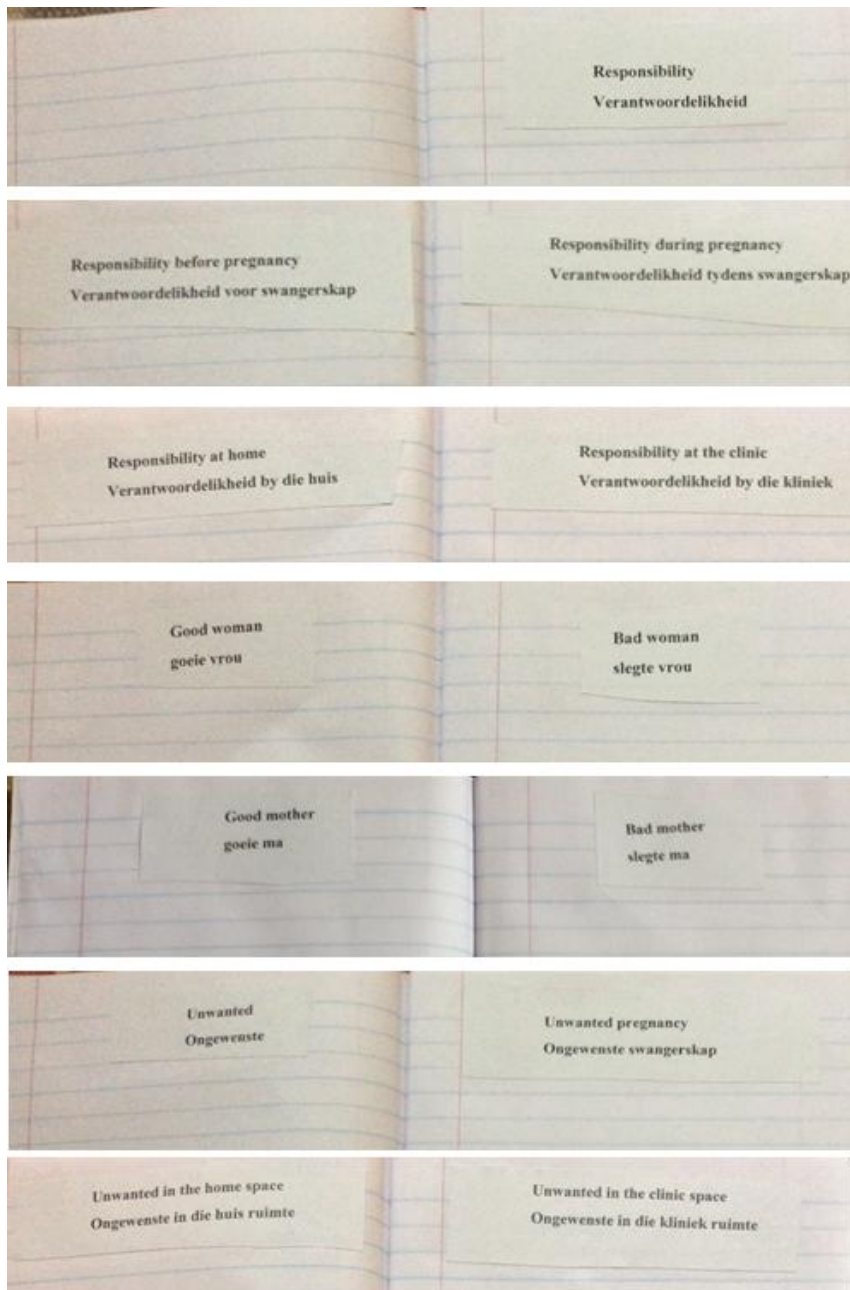 Responsibility
Verantwoordelikheid
Responsibility before pregnancy
Verantwoordelikheid voor swangerskap
Responsibility during pregnancy
Verantwoordelikheid tydens swangerskap
Responsibility at home
Verantwoordelikheid by die huis
Responsibility at the clinic
Verantwoordelikheid by die kliniek
Good woman
goeie vrou
Bad woman
slegte vrou
Good mother
goeie ma
Bad mother
slegte ma
Unwanted
Ongewenste
Unwanted pregnancy
Ongewenste swangerskap
Unwanted in the home space
Ongewenste in die huis ruimte
Unwanted in the clinic space
Ongewenste in die kliniek ruimte